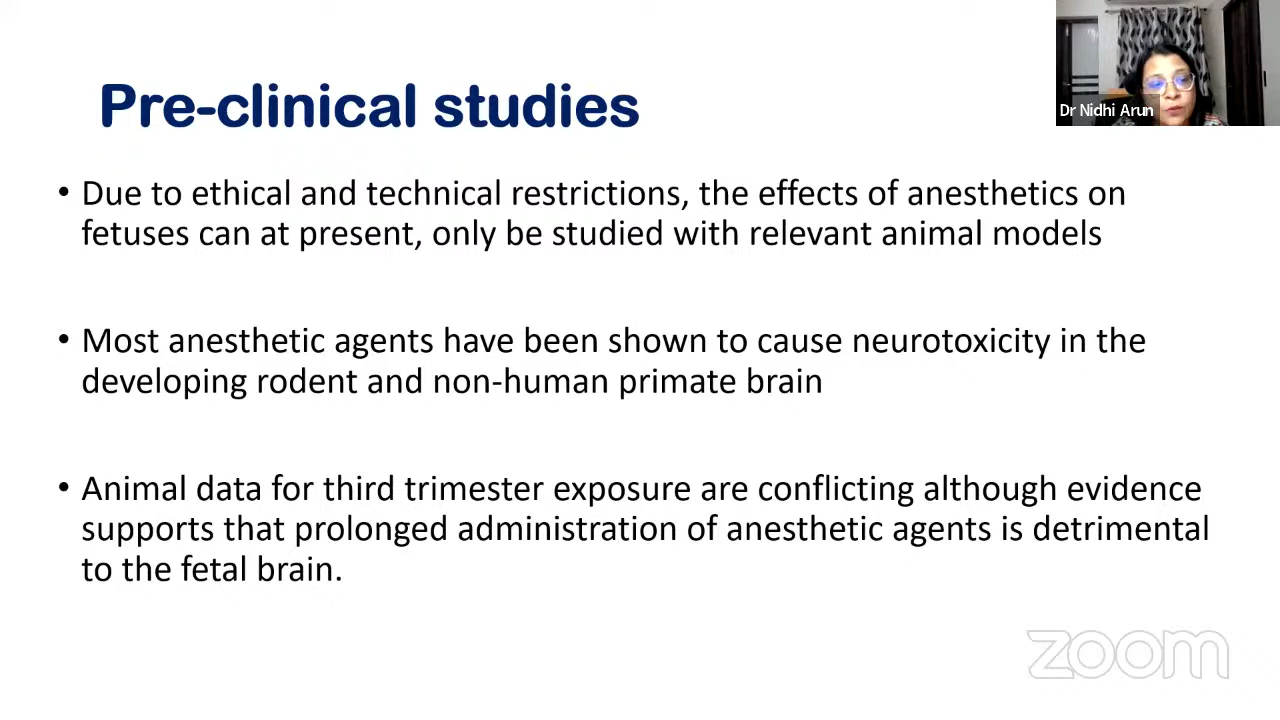 Pre-clinical studies
Dr Nidhi Arun
• Due to ethical and technical restrictions, the effects of anesthetics on
fetuses can at present, only be studied with relevant animal models
• Most anesthetic agents have been shown to cause neurotoxicity in the
developing rodent and non-human primate brain
• Animal data for third trimester exposure are conflicting although evidence
supports that prolonged administration of anesthetic agents is detrimental
to the fetal brain.
zoom